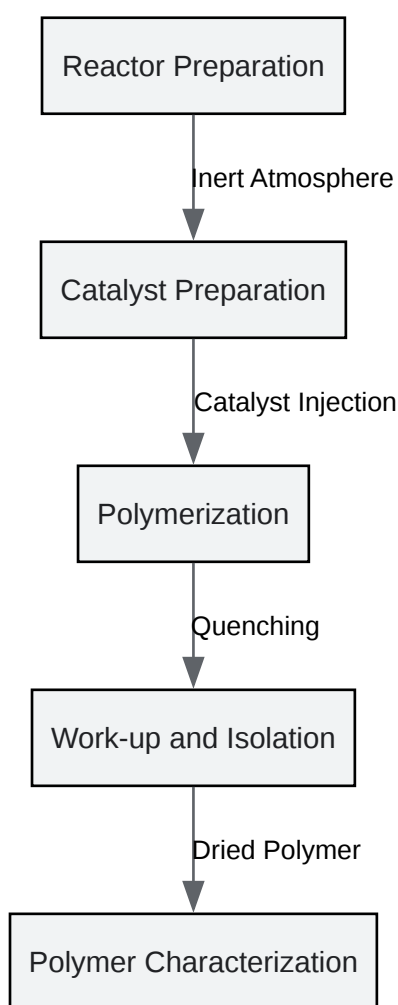 Reactor Preparation
Inert Atmosphere
Catalyst Preparation
Catalyst Injection
Polymerization
Quenching
Work-up and Isolation
Dried Polymer
Polymer Characterization